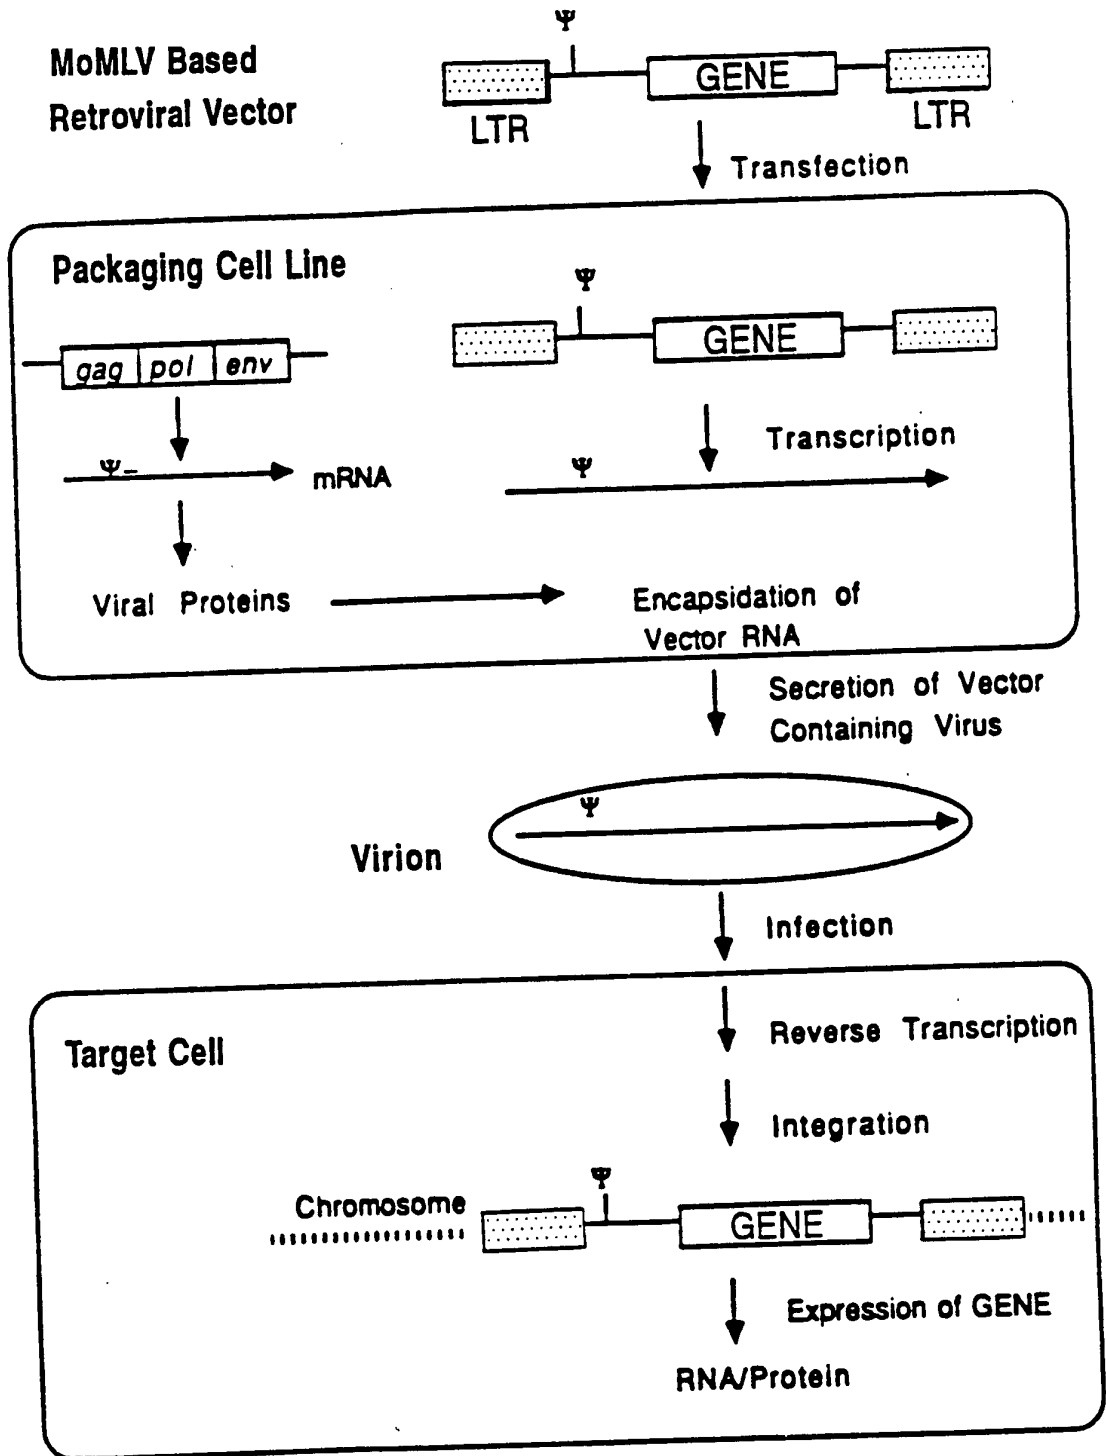 Ψ
MoMLV Based
Retroviral Vector
GENE
LTR
LTR
Transfection
Packaging Cell Line
Ψ
GENE
gag pol env
Transcription
Ψ-
mRNA
Ψ
Viral Proteins
Encapsidation of
Vector RNA
Secretion of Vector
Containing Virus
Ψ
Virion
Infection
Target Cell
Reverse Transcription
Integration
Ψ
Chromosome
GENE
Expression of GENE
RNA/Protein